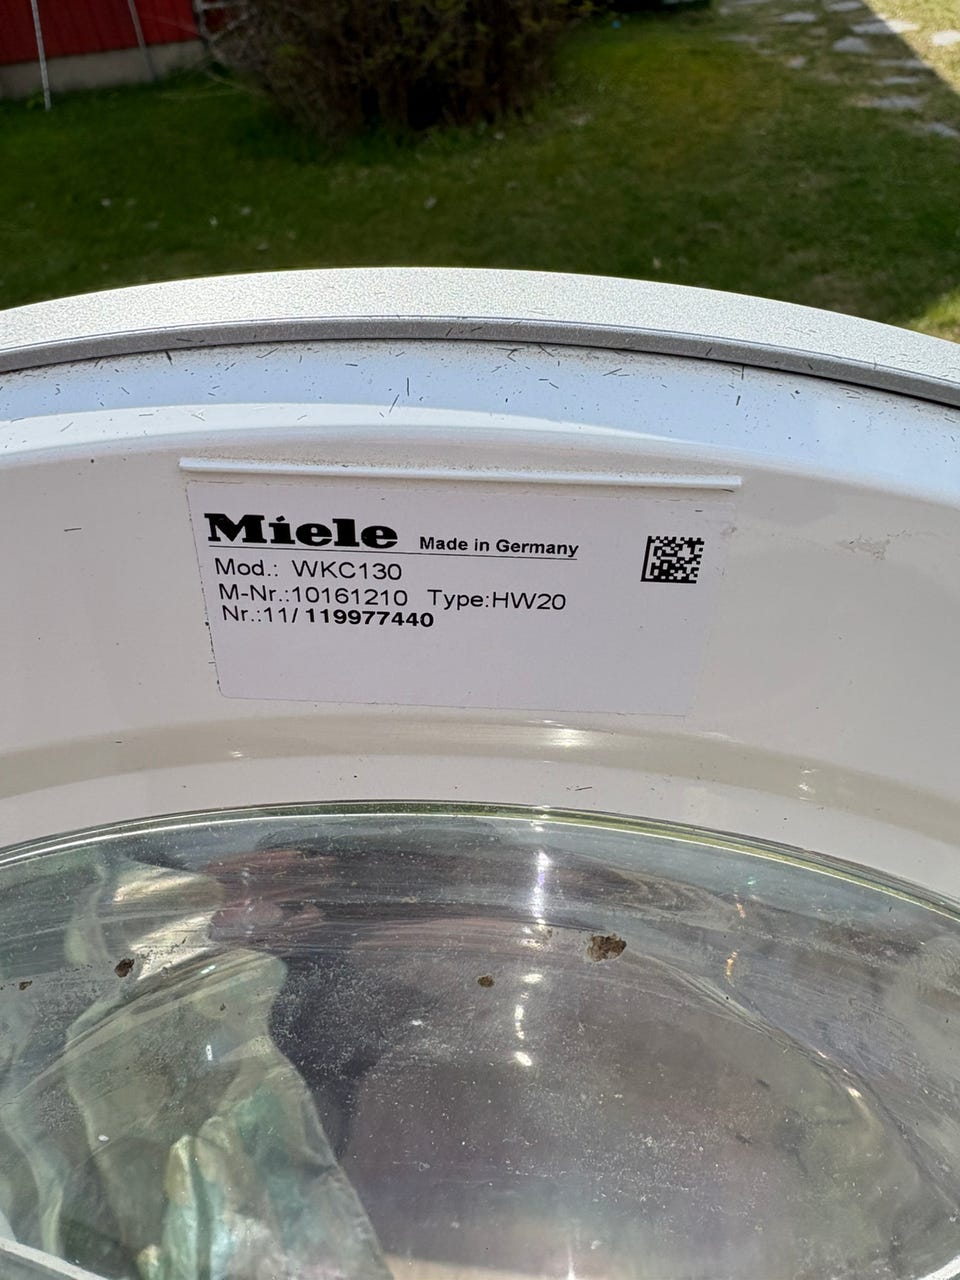 Miele Made in Germany
Mod.: WKC130
M-Nr.:10161210 Type:HW20
Nr.:11/ 119977440